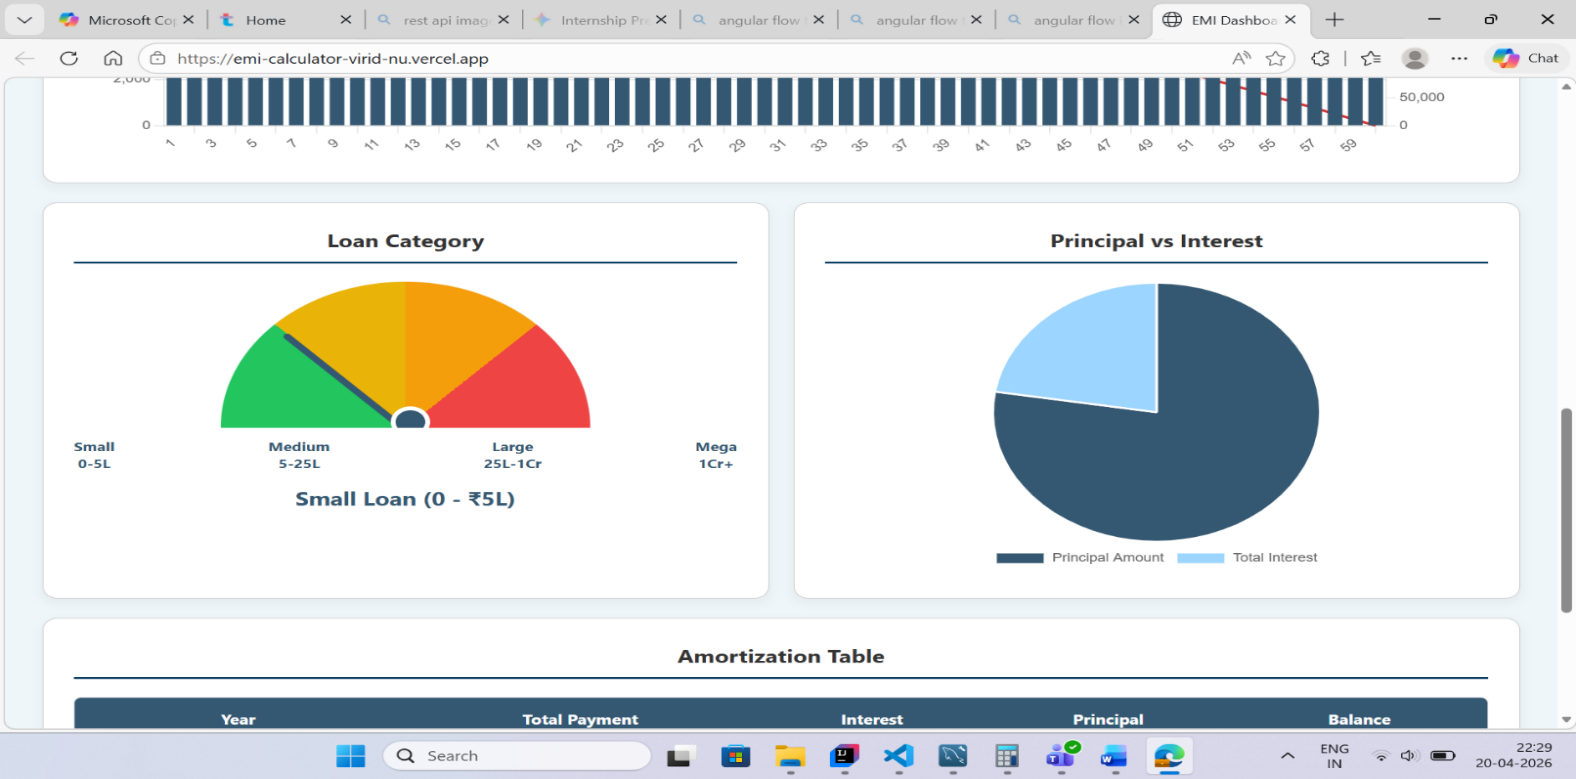 Microsoft Cop
Home
rest api imag
Internship Pre
angular flow
angular flow
angular flow
EMI Dashboa
https://emi-calculator-virid-nu.vercel.app
Chat
2,000
50,000
0
0
1 3 5 7 9 11 13 15 17 19 21 23 25 27 29 31 33 35 37 39 41 43 45 47 49 51 53 55 57 59
Loan Category
Small
0-5L
Medium
5-25L
Large
25L-1Cr
Mega
1Cr+
Small Loan (0 - ₹5L)
Principal vs Interest
Principal Amount
Total Interest
Amortization Table
Year Total Payment Interest Principal Balance
Search
ENG
IN
22:29
20-04-2026